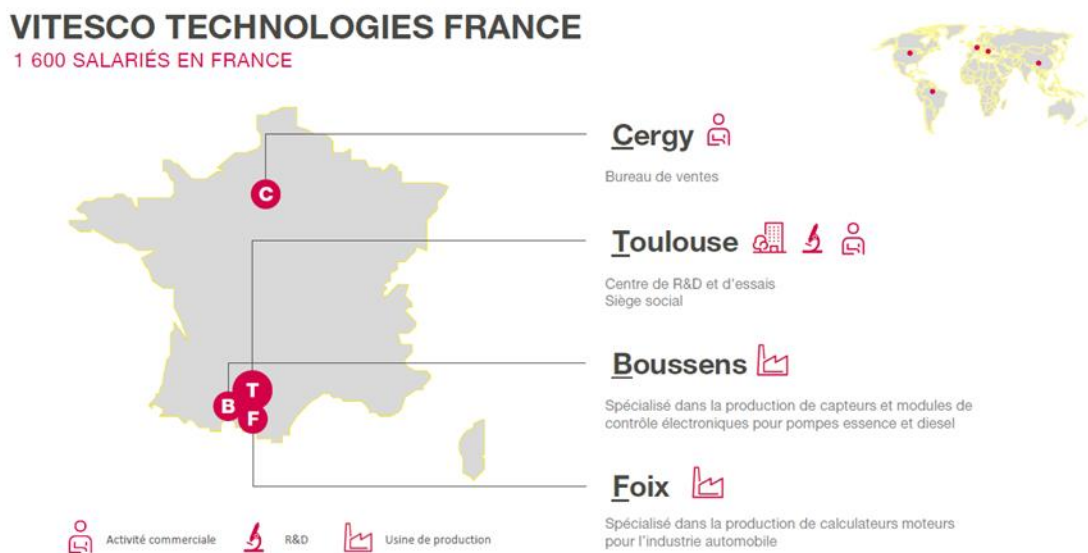 VITESCO TECHNOLOGIES FRANCE
1 600 SALARIÉS EN FRANCE
Cergy
Bureau de ventes
Toulouse
Centre de R&D et d'essais
Siège social
Boussens
Spécialisé dans la production de capteurs et modules de
contrôle électroniques pour pompes essence et diesel
Foix
Spécialisé dans la production de calculateurs moteurs
pour l'industrie automobile
C
T
B
F
Activité commerciale
R&D
Usine de production